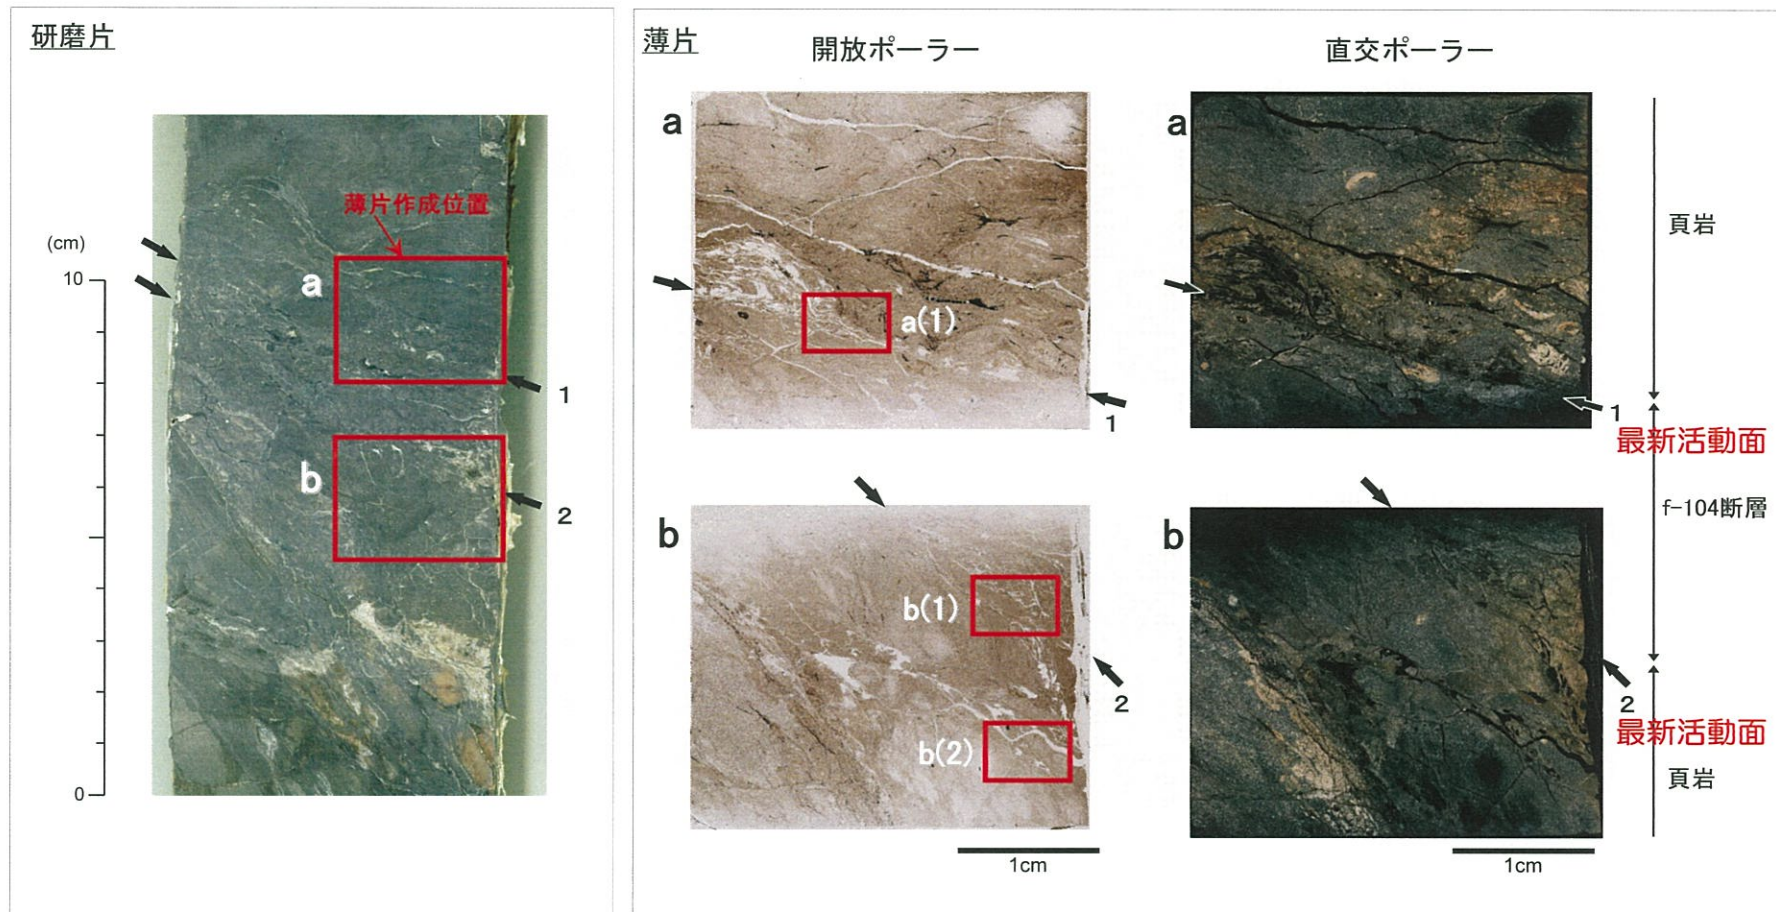 研磨片
薄片作成位置
(cm)
10
a
1
b
2
0
薄片
開放ポーラー
直交ポーラー
a
a(1)
1
a
1
頁岩
最新活動面
f-104断層
b
b(1)
b(2)
2
b
2
最新活動面
頁岩
1cm
1cm